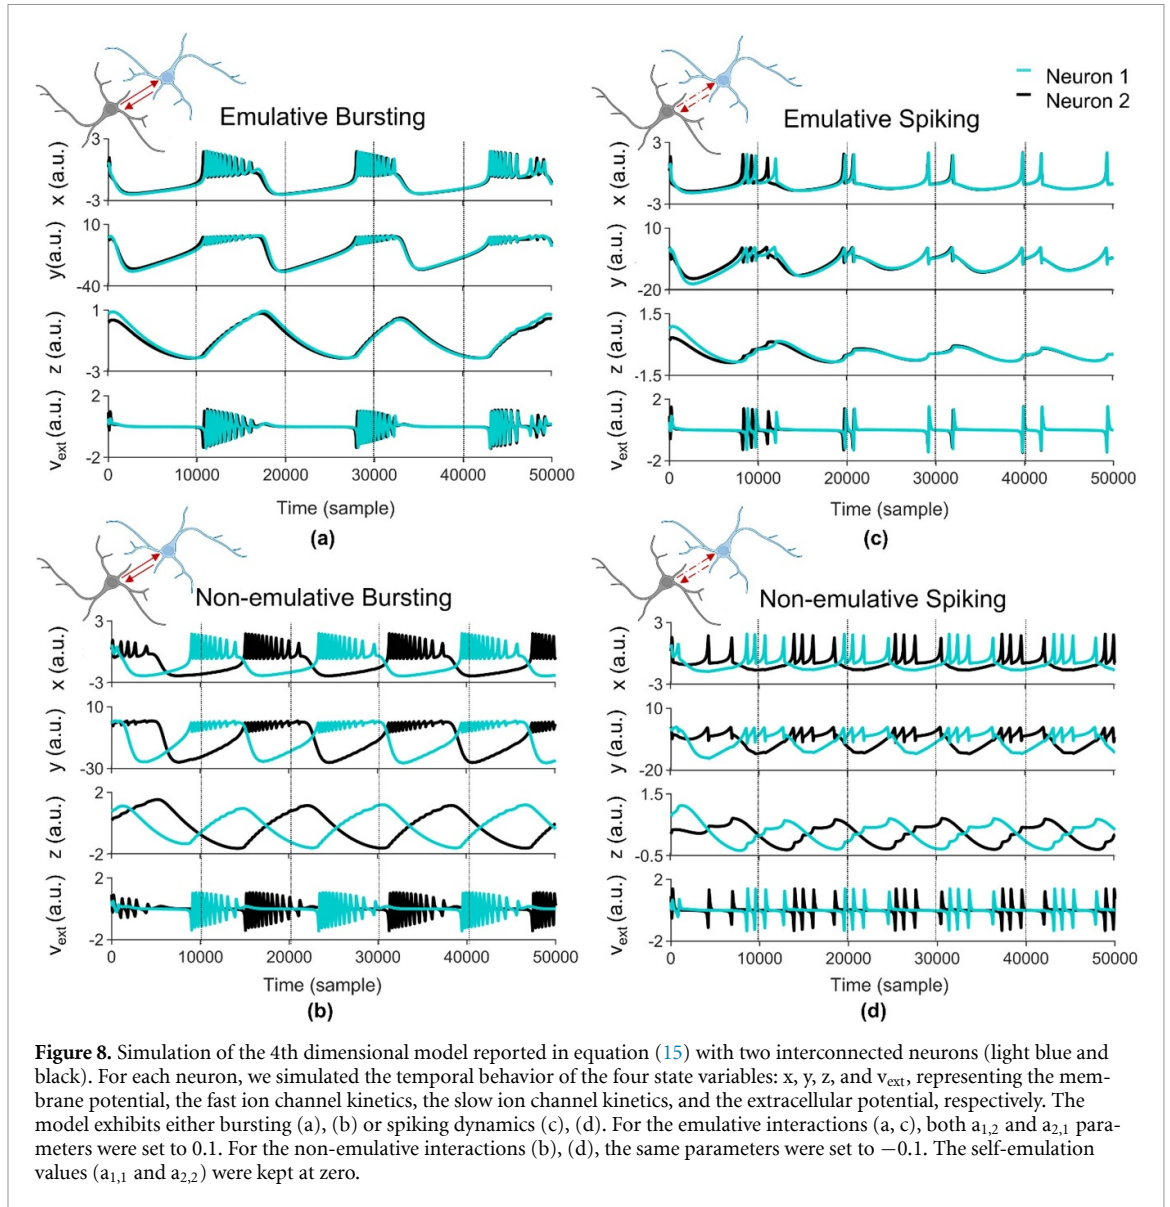 Emulative Bursting
3
x (a.u.)
-3
10
y(a.u.)
-40
1
z (a.u.)
-3
2
vext (a.u.)
-2
0 10000 20000 30000 40000 50000
Time (sample)
(a)
Neuron 1
Neuron 2
Emulative Spiking
3
x (a.u.)
-3
10
y (a.u.)
-20
1.5
z (a.u.)
-1.5
2
vext (a.u.)
-2
0 10000 20000 30000 40000 50000
Time (sample)
(c)
Non-emulative Bursting
3
x (a.u.)
-3
10
y (a.u.)
-30
2
z (a.u.)
-2
2
vext (a.u.)
-2
0 10000 20000 30000 40000 50000
Time (sample)
(b)
Non-emulative Spiking
3
x (a.u.)
-3
10
y (a.u.)
-20
1.5
z (a.u.)
-0.5
2
vext (a.u.)
-2
0 10000 20000 30000 40000 50000
Time (sample)
(d)
Figure 8. Simulation of the 4th dimensional model reported in equation (15) with two interconnected neurons (light blue and
black). For each neuron, we simulated the temporal behavior of the four state variables: x, y, z, and vext, representing the mem-
brane potential, the fast ion channel kinetics, the slow ion channel kinetics, and the extracellular potential, respectively. The
model exhibits either bursting (a), (b) or spiking dynamics (c), (d). For the emulative interactions (a, c), both a1,2 and a2,1 para-
meters were set to 0.1. For the non-emulative interactions (b), (d), the same parameters were set to −0.1. The self-emulation
values (a1,1 and a2,2) were kept at zero.